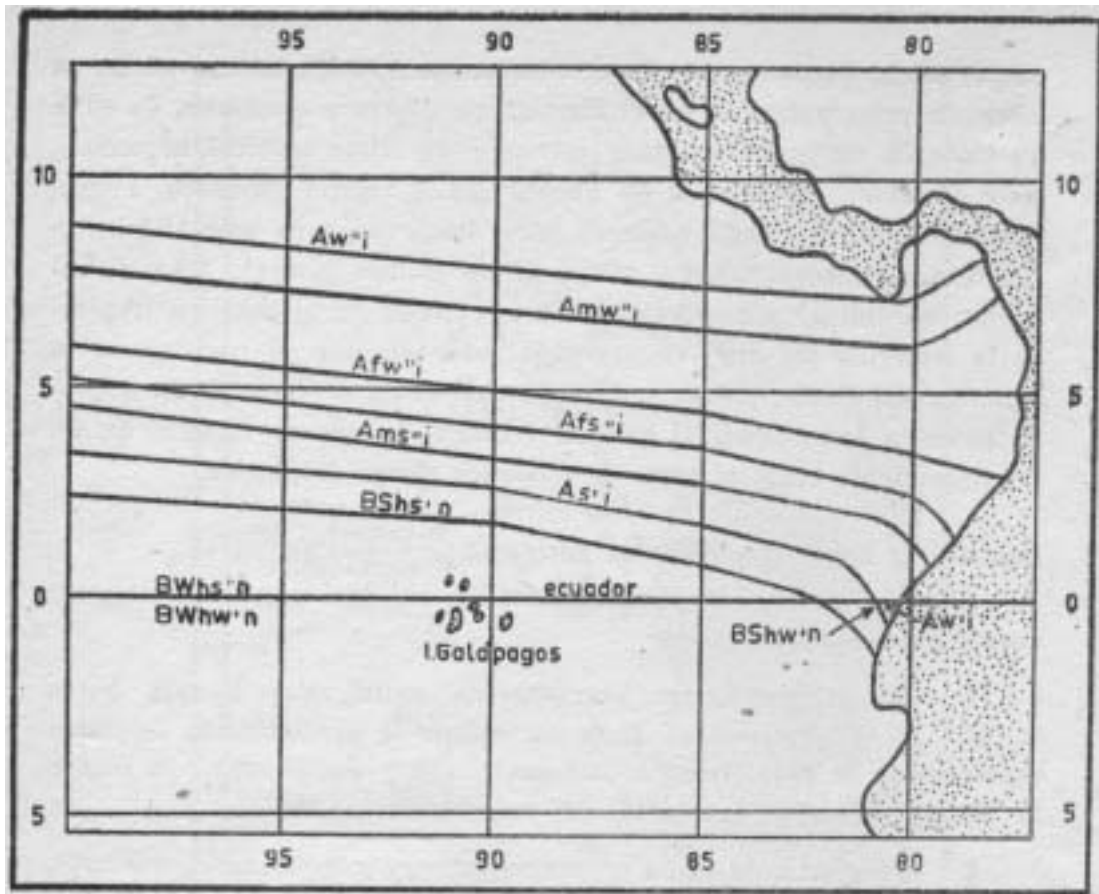 95 90 85 80
10 10
Aw"i
Amw"i
Afw"i
5 5
Afs"i
Ams"i
As'i
BShs'n
BWhs'n
0 ecuador 0
BWhw'n
BShw'n Aw'i
I.Galápagos
5 5
95 90 85 80